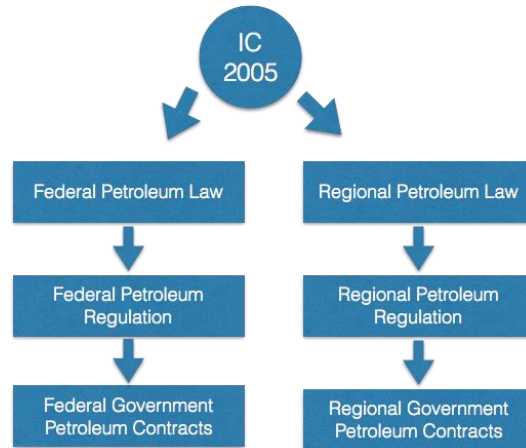 IC
2005
Federal Petroleum Law
Regional Petroleum Law
Federal Petroleum
Regulation
Regional Petroleum
Regulation
Federal Government
Petroleum Contracts
Regional Government
Petroleum Contracts